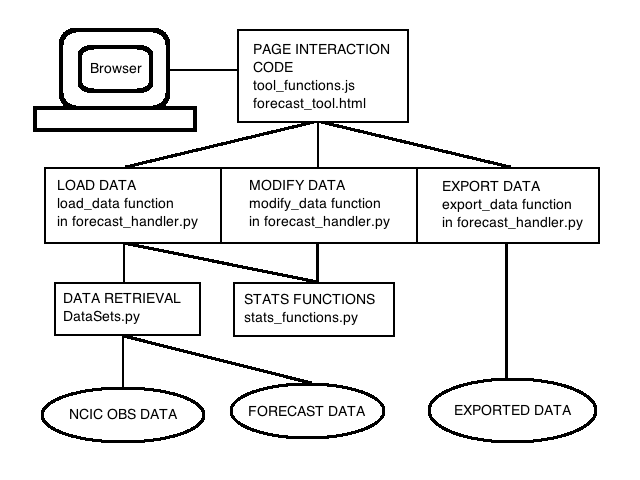 Browser
PAGE INTERACTION
CODE
tool_functions.js
forecast_tool.html
LOAD DATA
load_data function
in forecast_handler.py
MODIFY DATA
modify_data function
in forecast_handler.py
EXPORT DATA
export_data function
in forecast_handler.py
DATA RETRIEVAL
DataSets.py
STATS FUNCTIONS
stats_functions.py
NCIC OBS DATA
FORECAST DATA
EXPORTED DATA